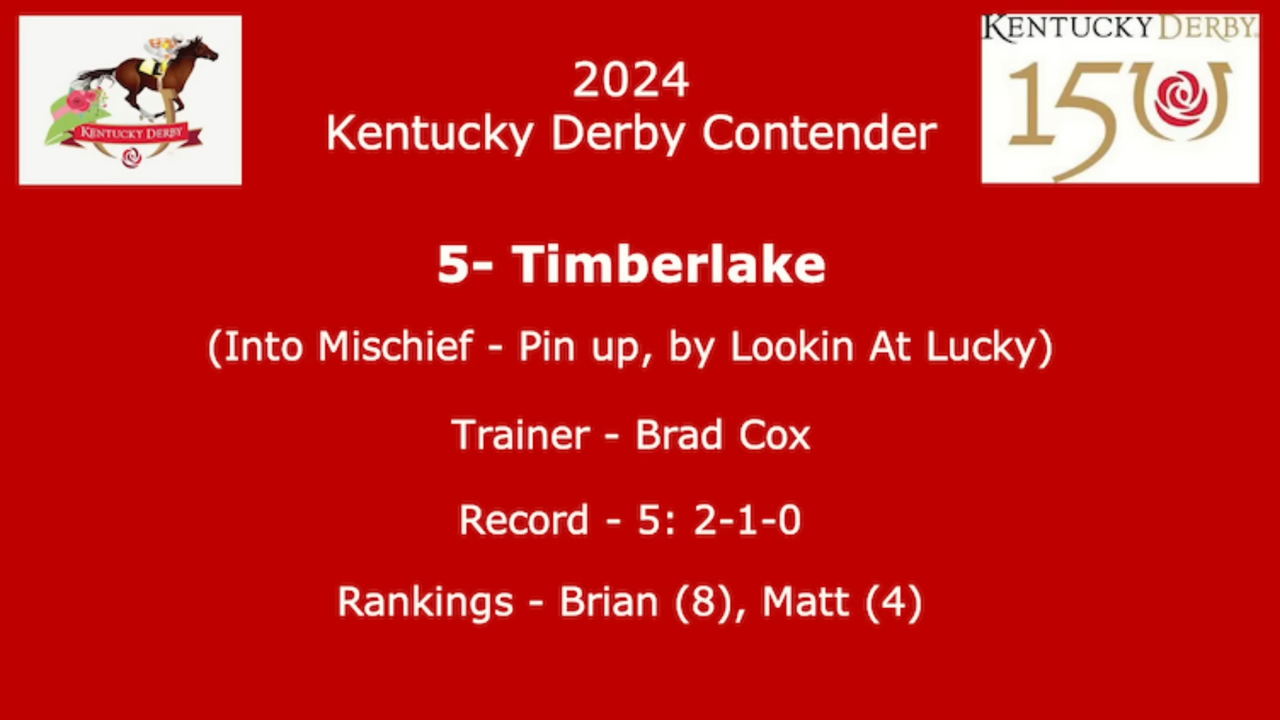 KENTUCKY DERBY
KENTUCKY DERBY
150
2024
Kentucky Derby Contender
5- Timberlake
(Into Mischief - Pin up, by Lookin At Lucky)
Trainer - Brad Cox
Record - 5: 2-1-0
Rankings - Brian (8), Matt (4)